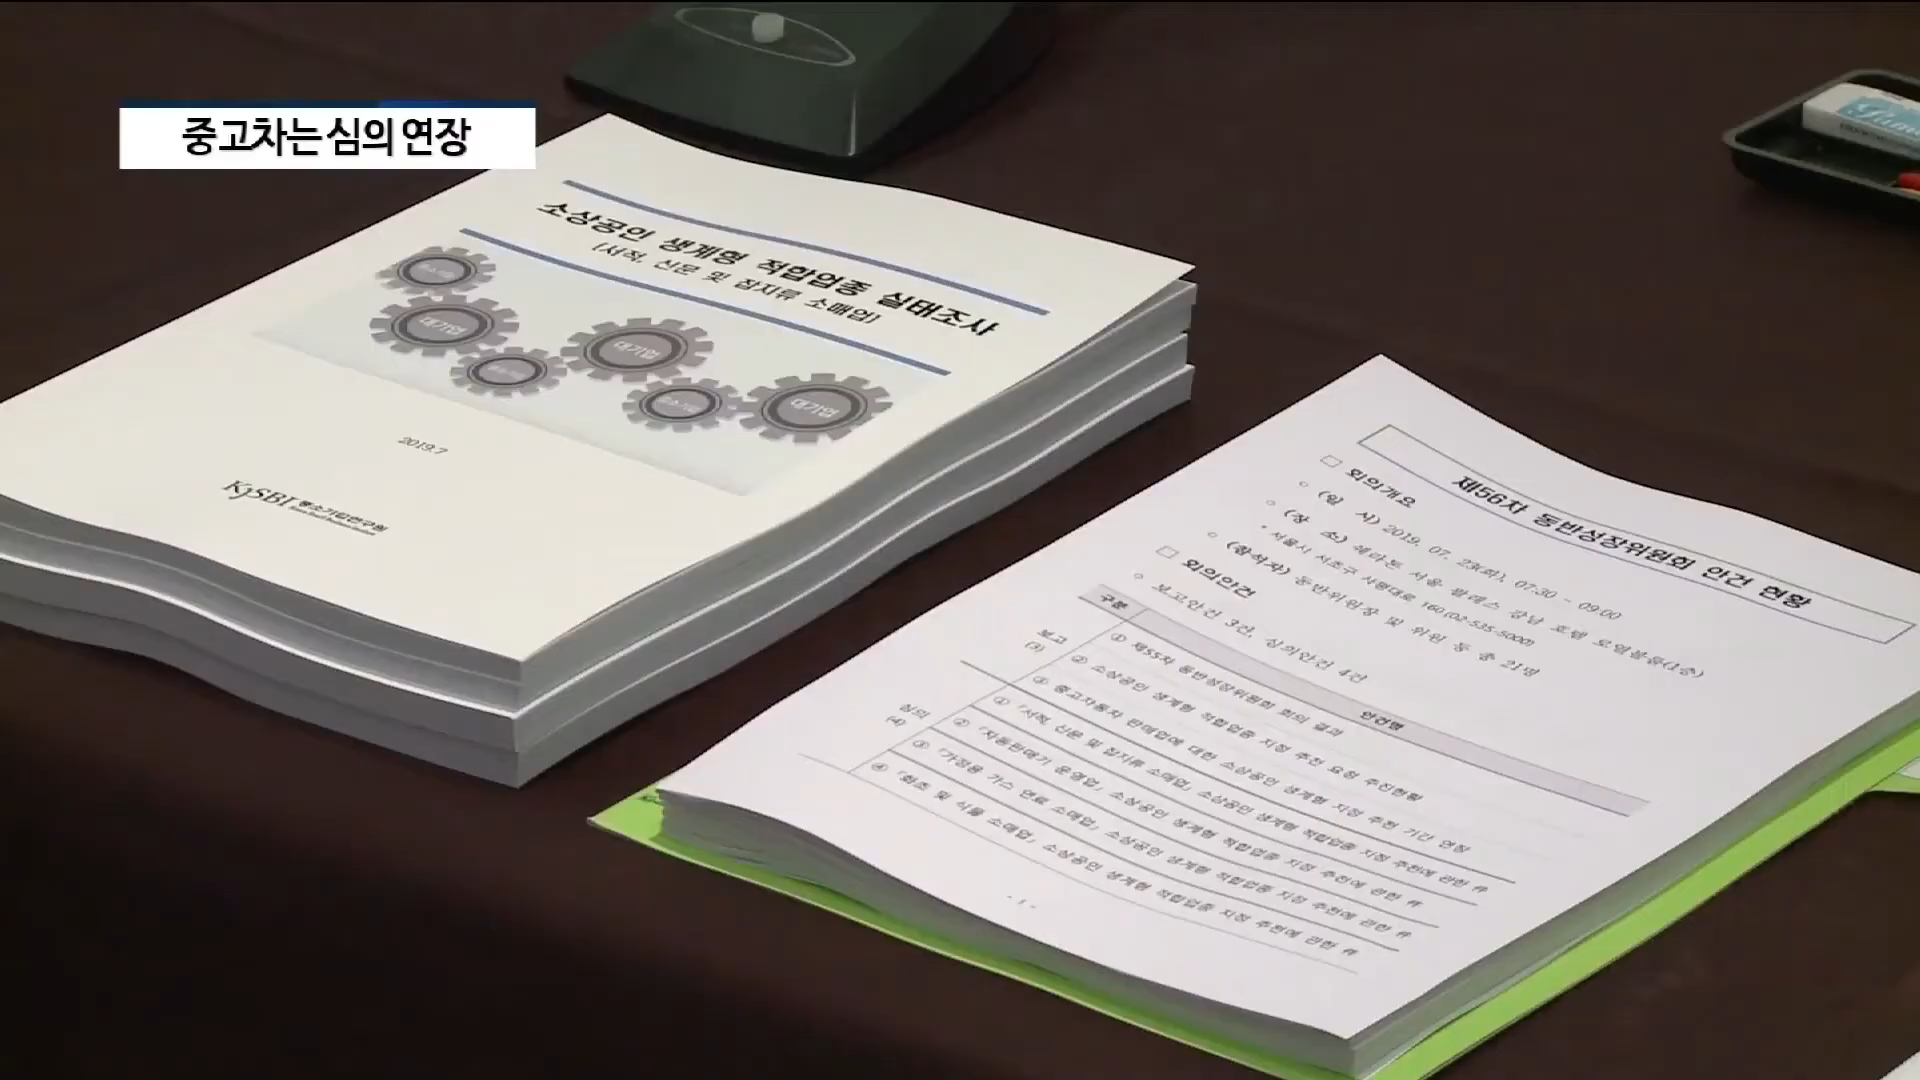 중고차는 심의 연장
소상공인 생계형 적합업종 실태조사
[서적, 신문 및 잡지류 소매업]
대기업
대기업
대기업
2019.7
KOSBI 중소기업연구원
제56차 동반성장위원회 안건 현황
□ 회의개요
○ (일 시) 2019. 07. 23(화), 07:30 - 09:00
○ (장 소) 쉐라톤 서울 팔래스 강남 호텔 로얄볼룸(1층)
* 서울시 서초구 사평대로 160(02-535-5000)
○ (참석자) 동반위원장 및 위원 등 총 21명
□ 회의안건
○ 보고안건 3건, 심의안건 4건
구분 안건명
보고 (3) ① 제55차 동반성장위원회 회의 결과
② 소상공인 생계형 적합업종 지정 추천 요청 추진현황
③ 중고자동차 판매업에 대한 소상공인 생계형 지정 추천 기간 연장
심의 (4) ① 「서적, 신문 및 잡지류 소매업」 소상공인 생계형 적합업종 지정 추천에 관한 件
② 「자동판매기 운영업」 소상공인 생계형 적합업종 지정 추천에 관한 件
③ 「가정용 가스 연료 소매업」 소상공인 생계형 적합업종 지정 추천에 관한 件
④ 「화초 및 식물 소매업」 소상공인 생계형 적합업종 지정 추천에 관한 件
- 1 -